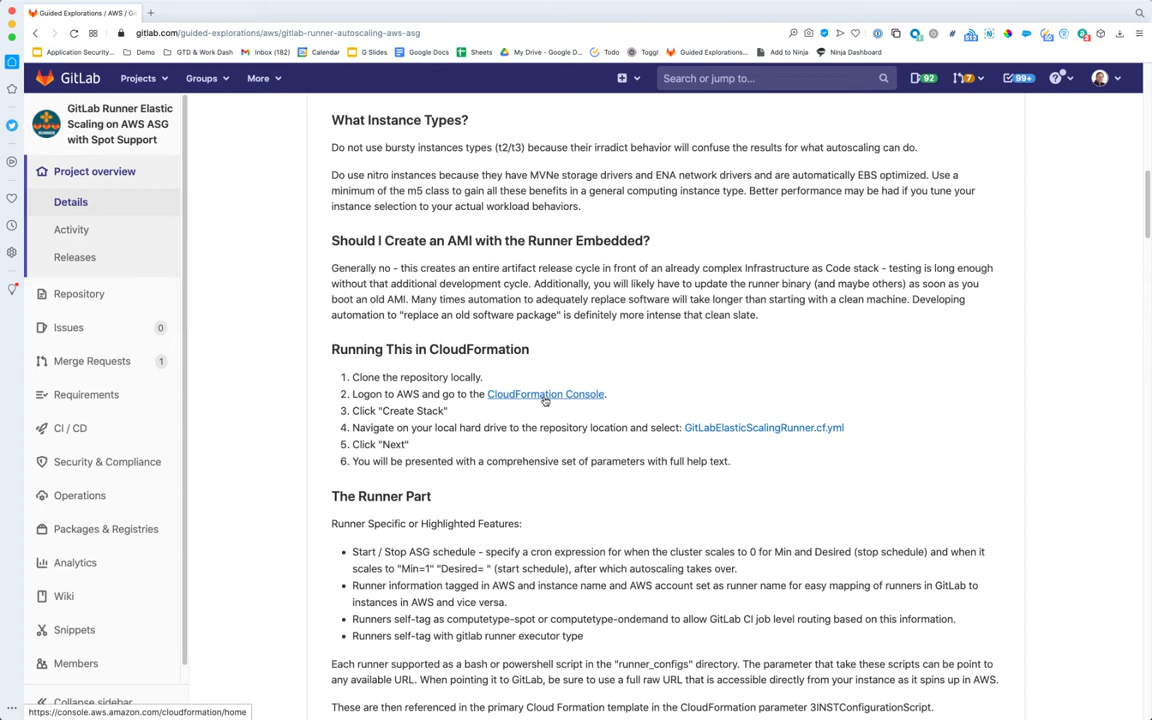 Guided Explorations / AWS / Gi
gitlab.com/guided-explorations/aws/gitlab-runner-autoscaling-aws-asg
Application Security... Demo GTD & Work Dash Inbox (182) Calendar G Slides Google Docs Sheets My Drive - Google D... Todo Toggl Guided Explorations... Add to Ninja Ninja Dashboard
GitLab Projects Groups More Search or jump to... 92 7 99+
GitLab Runner Elastic
Scaling on AWS ASG
with Spot Support
Project overview
Details
Activity
Releases
Repository
Issues 0
Merge Requests 1
Requirements
CI / CD
Security & Compliance
Operations
Packages & Registries
Analytics
Wiki
Snippets
Members
Collapse sidebar
https://console.aws.amazon.com/cloudformation/home
What Instance Types?
Do not use bursty instances types (t2/t3) because their irradict behavior will confuse the results for what autoscaling can do.
Do use nitro instances because they have MVNe storage drivers and ENA network drivers and are automatically EBS optimized. Use a
minimum of the m5 class to gain all these benefits in a general computing instance type. Better performance may be had if you tune your
instance selection to your actual workload behaviors.
Should I Create an AMI with the Runner Embedded?
Generally no - this creates an entire artifact release cycle in front of an already complex Infrastructure as Code stack - testing is long enough
without that additional development cycle. Additionally, you will likely have to update the runner binary (and maybe others) as soon as you
boot an old AMI. Many times automation to adequately replace software will take longer than starting with a clean machine. Developing
automation to "replace an old software package" is definitely more intense that clean slate.
Running This in CloudFormation
1. Clone the repository locally.
2. Logon to AWS and go to the CloudFormation Console.
3. Click "Create Stack"
4. Navigate on your local hard drive to the repository location and select: GitLabElasticScalingRunner.cf.yml
5. Click "Next"
6. You will be presented with a comprehensive set of parameters with full help text.
The Runner Part
Runner Specific or Highlighted Features:
• Start / Stop ASG schedule - specify a cron expression for when the cluster scales to 0 for Min and Desired (stop schedule) and when it
scales to "Min=1" "Desired= " (start schedule), after which autoscaling takes over.
• Runner information tagged in AWS and instance name and AWS account set as runner name for easy mapping of runners in GitLab to
instances in AWS and vice versa.
• Runners self-tag as computetype-spot or computetype-ondemand to allow GitLab CI job level routing based on this information.
• Runners self-tag with gitlab runner executor type
Each runner supported as a bash or powershell script in the "runner_configs" directory. The parameter that take these scripts can be point to
any available URL. When pointing it to GitLab, be sure to use a full raw URL that is accessible directly from your instance as it spins up in AWS.
These are then referenced in the primary Cloud Formation template in the CloudFormation parameter 3INSTConfigurationScript.